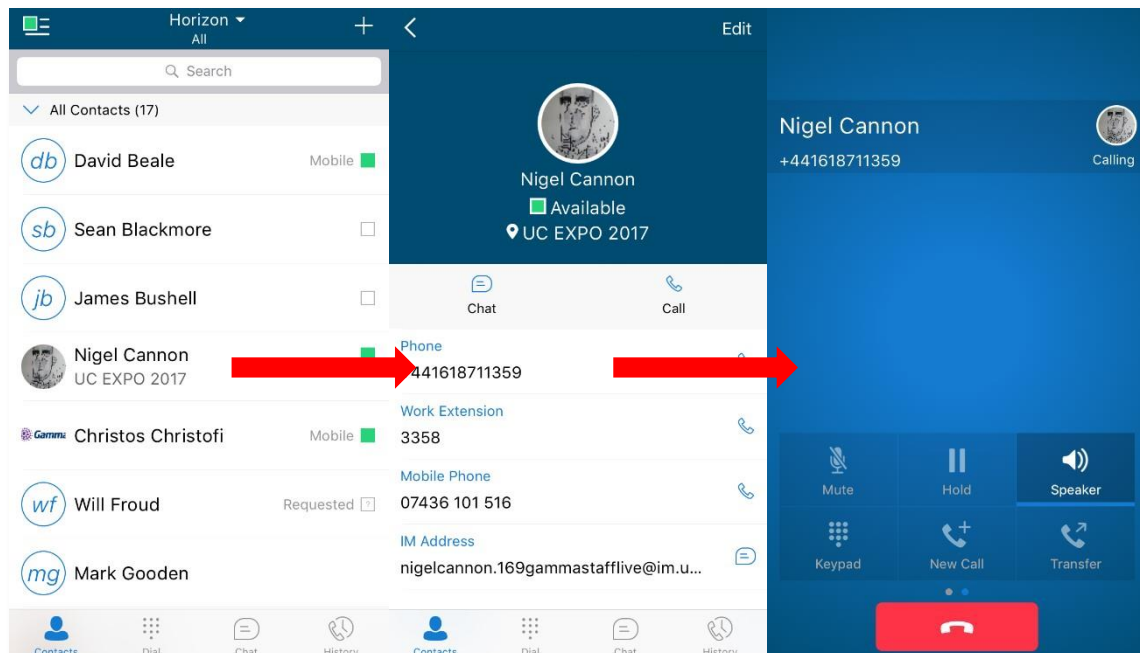 Horizon
All
Search
All Contacts (17)
db David Beale Mobile
sb Sean Blackmore
jb James Bushell
Nigel Cannon
UC EXPO 2017
Gamma Christos Christofi Mobile
wf Will Froud Requested ?
mg Mark Gooden
Contacts Dial Chat History
Edit
Nigel Cannon
Available
UC EXPO 2017
Chat Call
Phone
441618711359
Work Extension
3358
Mobile Phone
07436 101 516
IM Address
nigelcannon.169gammastafflive@im.u...
Contacts Dial Chat History
Nigel Cannon
+441618711359 Calling
Mute Hold Speaker
Keypad New Call Transfer